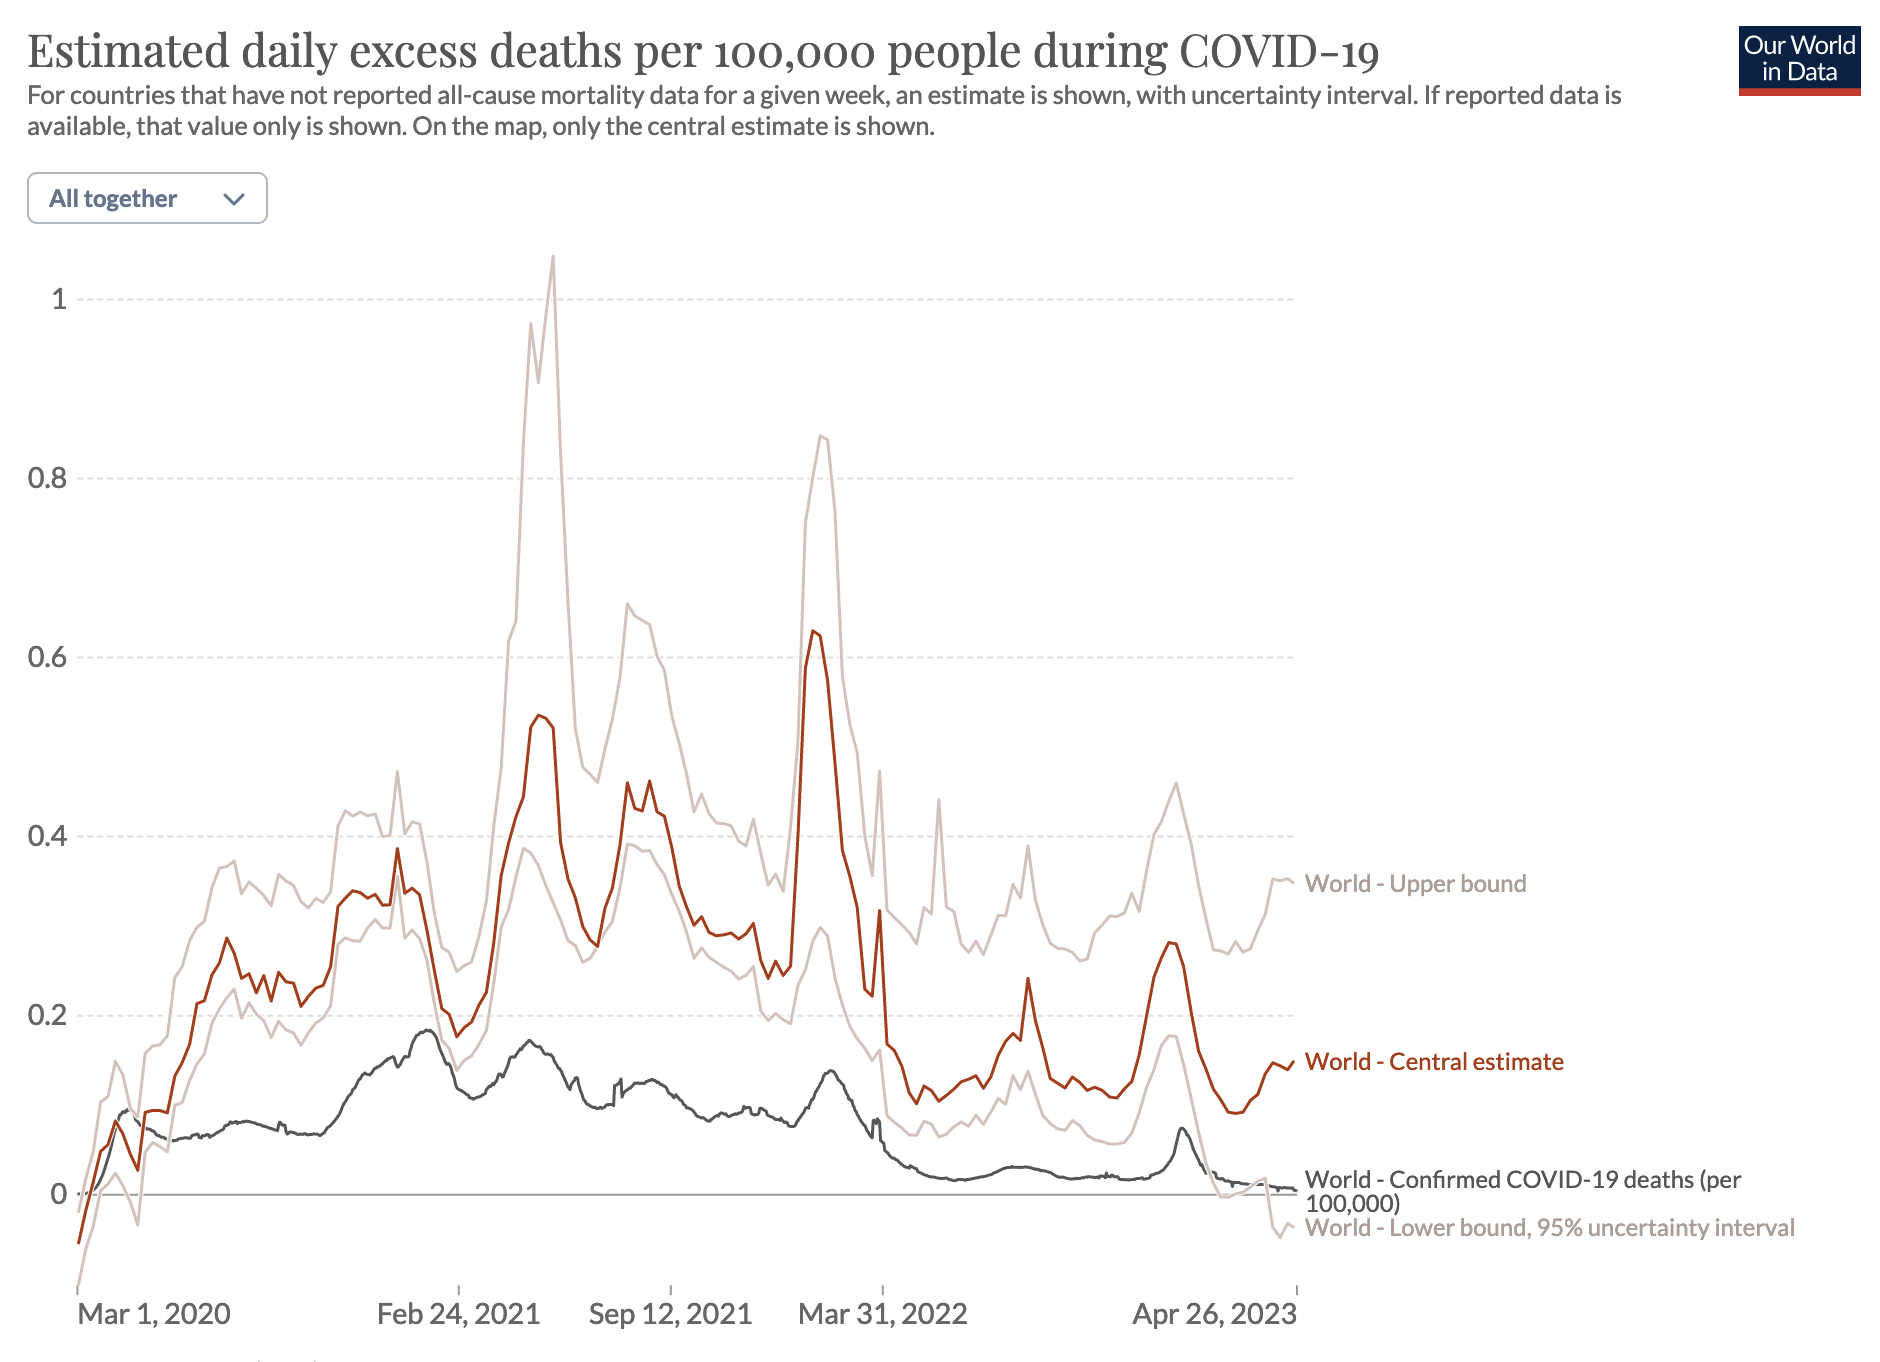 Estimated daily excess deaths per 100,000 people during COVID-19
Our World
in Data
For countries that have not reported all-cause mortality data for a given week, an estimate is shown, with uncertainty interval. If reported data is
available, that value only is shown. On the map, only the central estimate is shown.
All together
1
0.8
0.6
0.4
0.2
0
World - Upper bound
World - Central estimate
World - Confirmed COVID-19 deaths (per
100,000)
World - Lower bound, 95% uncertainty interval
Mar 1, 2020
Feb 24, 2021
Sep 12, 2021
Mar 31, 2022
Apr 26, 2023